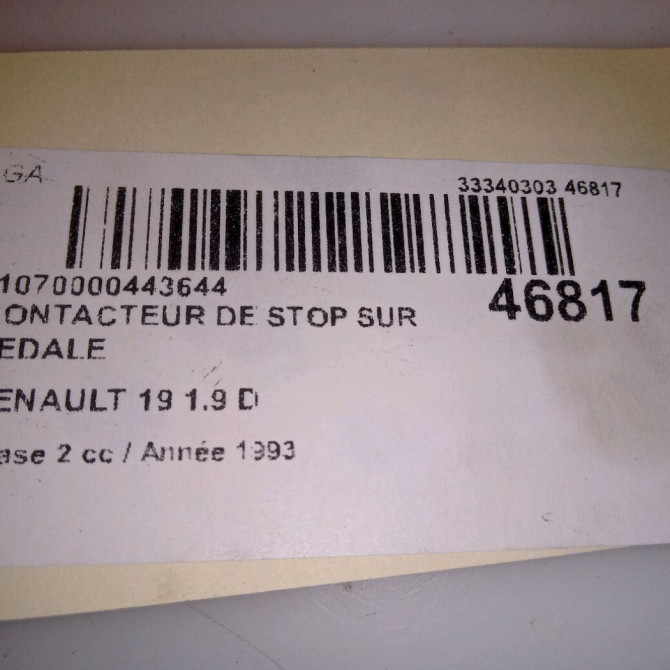 GA
33340303 46817
1070000443644
46817
ONTACTEUR DE STOP SUR
EDALE
ENAULT 19 1.9 D
ase 2 cc / Année 1993